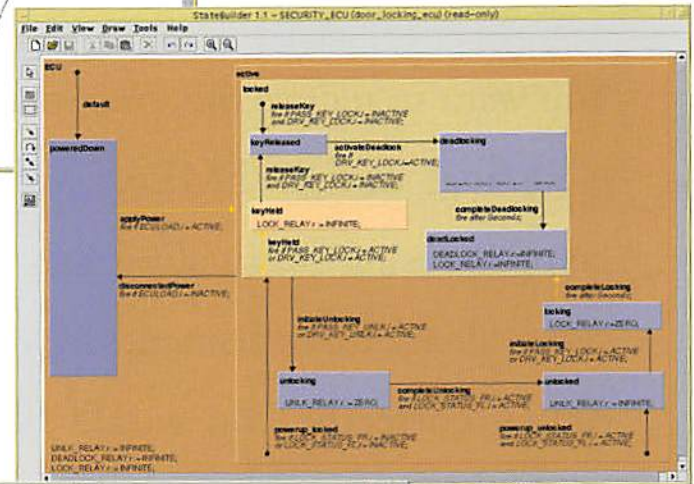 StateBuilder 1.1 – SECURITY_ECU (door_locking_ecu) (read-only)
File Edit View Draw Tools Help
ECU
default
poweredDown
applyPower
fire if ECULOAD.i = ACTIVE;
disconnectedPower
fire if ECULOAD.i = INACTIVE;
active
locked
releaseKey
fire if PASS_KEY_LOCK.i = INACTIVE
and DRV_KEY_LOCK.i = INACTIVE;
keyReleased
activateDeadlock
fire if
DRV_KEY_LOCK.i=ACTIVE;
deadlocking
releaseKey
fire if PASS_KEY_LOCK.i = INACTIVE
and DRV_KEY_LOCK.i = INACTIVE;
keyHeld
LOCK_RELAY.r := INFINITE;
completeDeadlocking
fire after 0seconds;
keyHeld
fire if PASS_KEY_LOCK.i = ACTIVE
or DRV_KEY_LOCK.i = ACTIVE;
deadLocked
DEADLOCK_RELAY.r:=INFINITE;
LOCK_RELAY.r:=INFINITE;
completeLocking
fire after 0seconds;
initiateUnlocking
fire if PASS_KEY_UNLK.i = ACTIVE
or DRV_KEY_UNLK.i = ACTIVE;
locking
LOCK_RELAY.r:=ZERO;
initiateLocking
fire if PASS_KEY_LOCK.i = ACTIVE
or DRV_KEY_LOCK.i = ACTIVE;
unlocking
UNLK_RELAY.r := ZERO;
completeUnlocking
fire if LOCK_STATUS_FR.i = ACTIVE
and LOCK_STATUS_FL.i = ACTIVE;
unlocked
UNLK_RELAY.r := INFINITE;
powerup_locked
fire if LOCK_STATUS_FR.i = INACTIVE
or LOCK_STATUS_FL.i = INACTIVE;
powerup_unlocked
fire if LOCK_STATUS_FR.i = ACTIVE
and LOCK_STATUS_FL.i = ACTIVE;
UNLK_RELAY.r := INFINITE;
DEADLOCK_RELAY.r := INFINITE;
LOCK_RELAY.r := INFINITE;